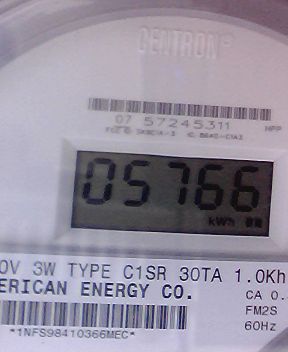 CENTRON®
07 57245311
05766
kWh
0V 3W TYPE C1SR 30TA 1.0Kh
ERICAN ENERGY CO.
CA 0.
FM2S
*1NFS98410366MEC*
60Hz